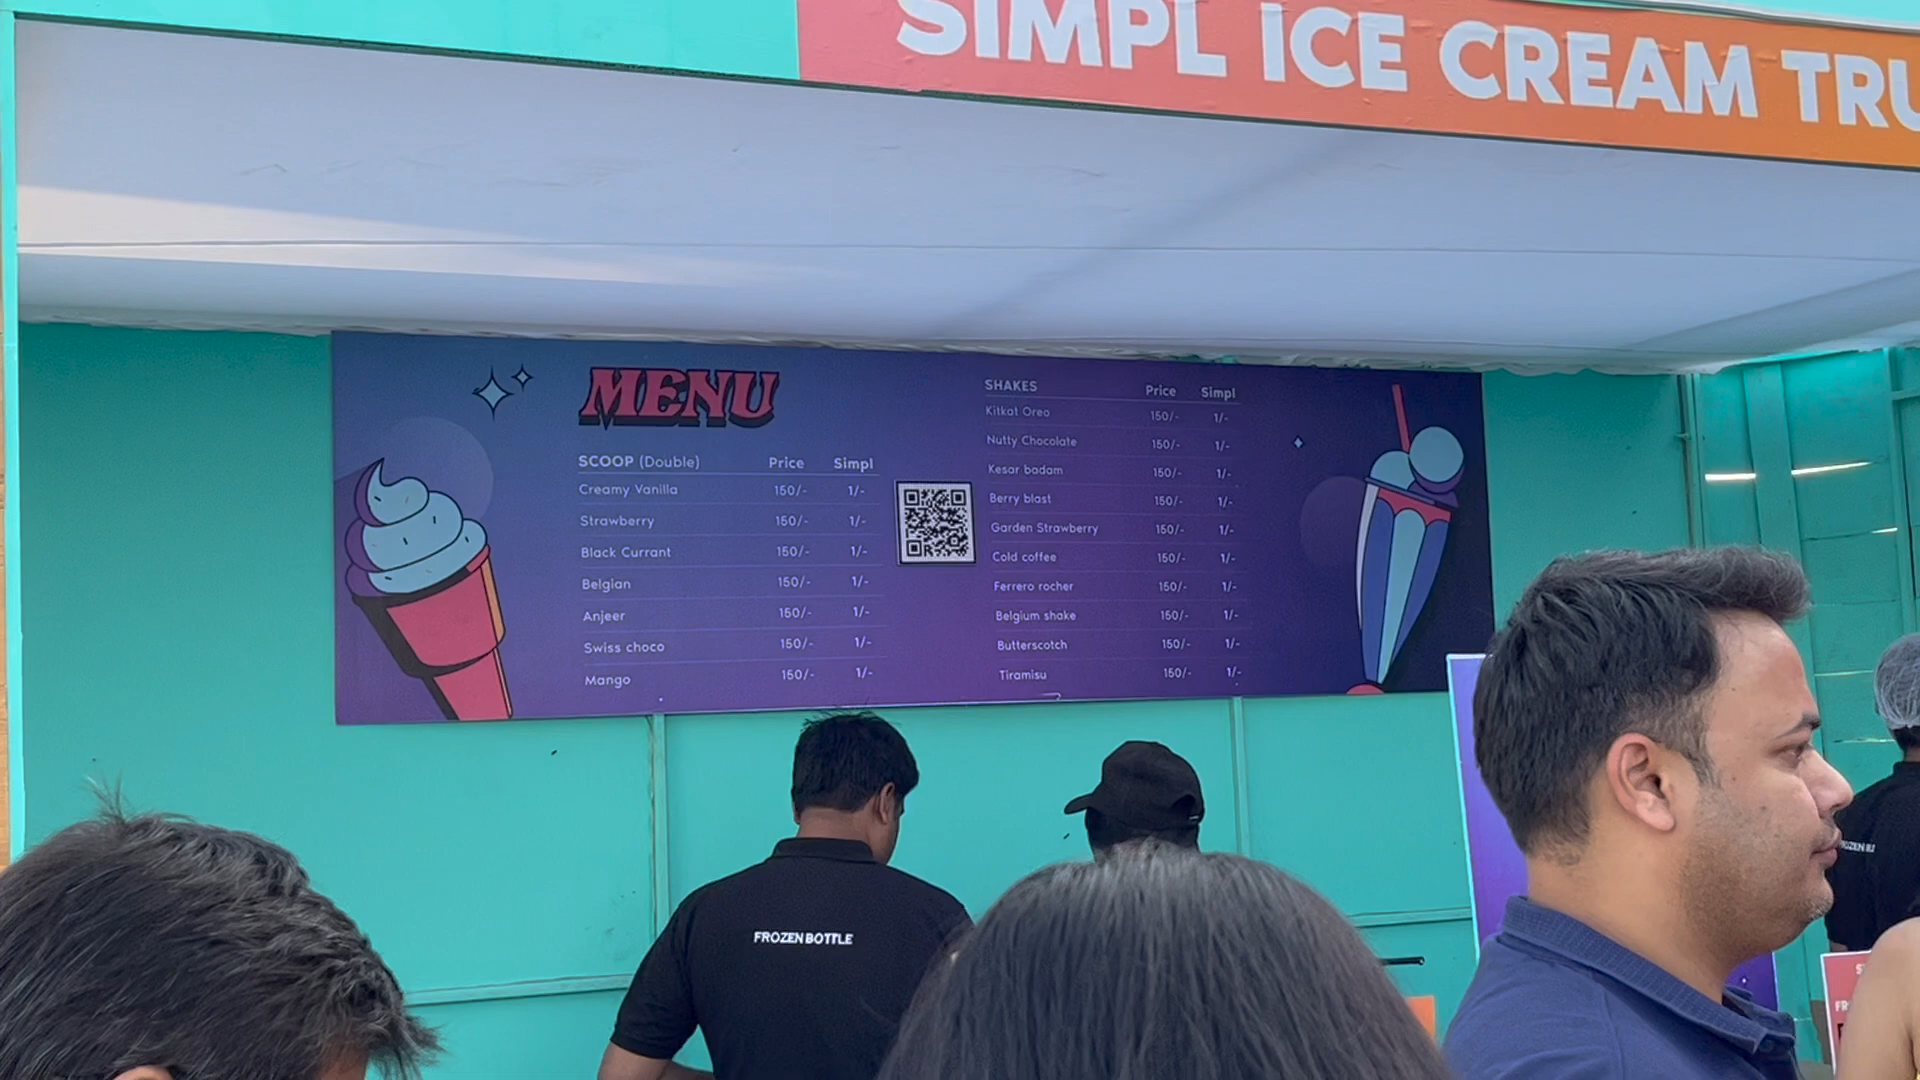 SIMPL ICE CREAM TRU
MENU
SCOOP (Double) Price Simpl
Creamy Vanilla 150/- 1/-
Strawberry 150/- 1/-
Black Currant 150/- 1/-
Belgian 150/- 1/-
Anjeer 150/- 1/-
Swiss choco 150/- 1/-
Mango 150/- 1/-
SHAKES Price Simpl
Kitkat Oreo 150/- 1/-
Nutty Chocolate 150/- 1/-
Kesar badam 150/- 1/-
Berry blast 150/- 1/-
Garden Strawberry 150/- 1/-
Cold coffee 150/- 1/-
Ferrero rocher 150/- 1/-
Belgium shake 150/- 1/-
Butterscotch 150/- 1/-
Tiramisu 150/- 1/-
FROZEN BOTTLE